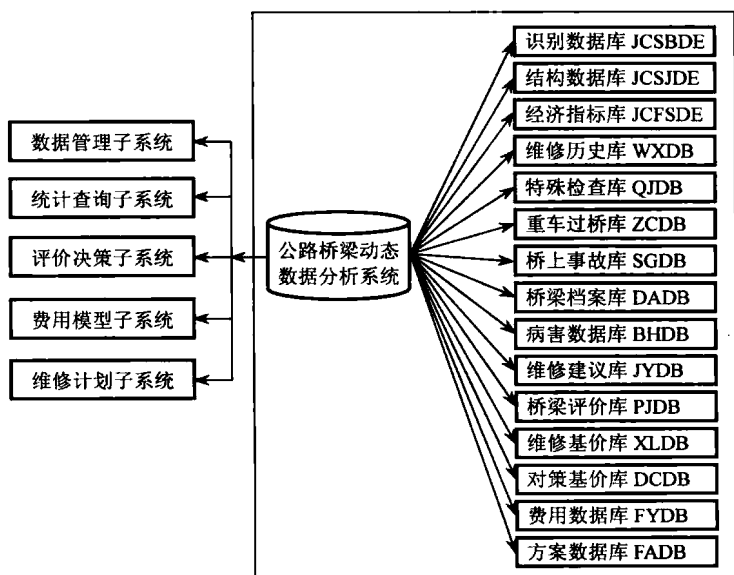 数据管理子系统
统计查询子系统
评价决策子系统
费用模型子系统
维修计划子系统
公路桥梁动态
数据分析系统
识别数据库 JCSBDE
结构数据库 JCSJDE
经济指标库 JCFSDE
维修历史库 WXDB
特殊检查库 QJDB
重车过桥库 ZCDB
桥上事故库 SGDB
桥梁档案库 DADB
病害数据库 BHDB
维修建议库 JYDB
桥梁评价库 PJDB
维修基价库 XLDB
对策基价库 DCDB
费用数据库 FYDB
方案数据库 FADB